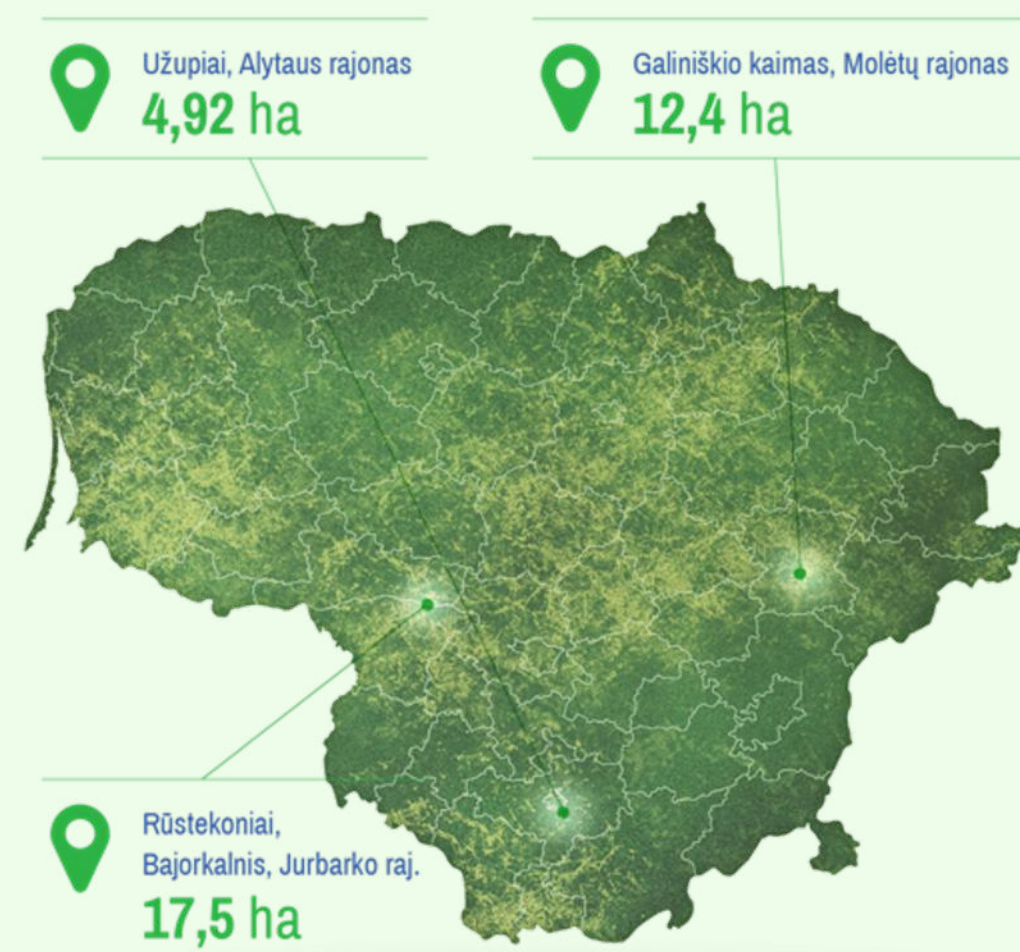 Užupiai, Alytaus rajonas
4,92 ha
Galiniškio kaimas, Molėtų rajonas
12,4 ha
Rūstekoniai,
Bajorkalnis, Jurbarko raj.
17,5 ha